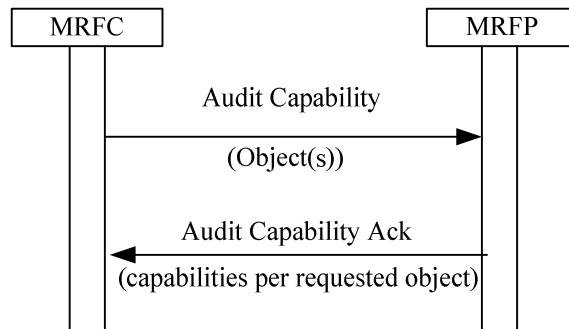 MRFC
MRFP
Audit Capability
(Object(s))
Audit Capability Ack
(capabilities per requested object)